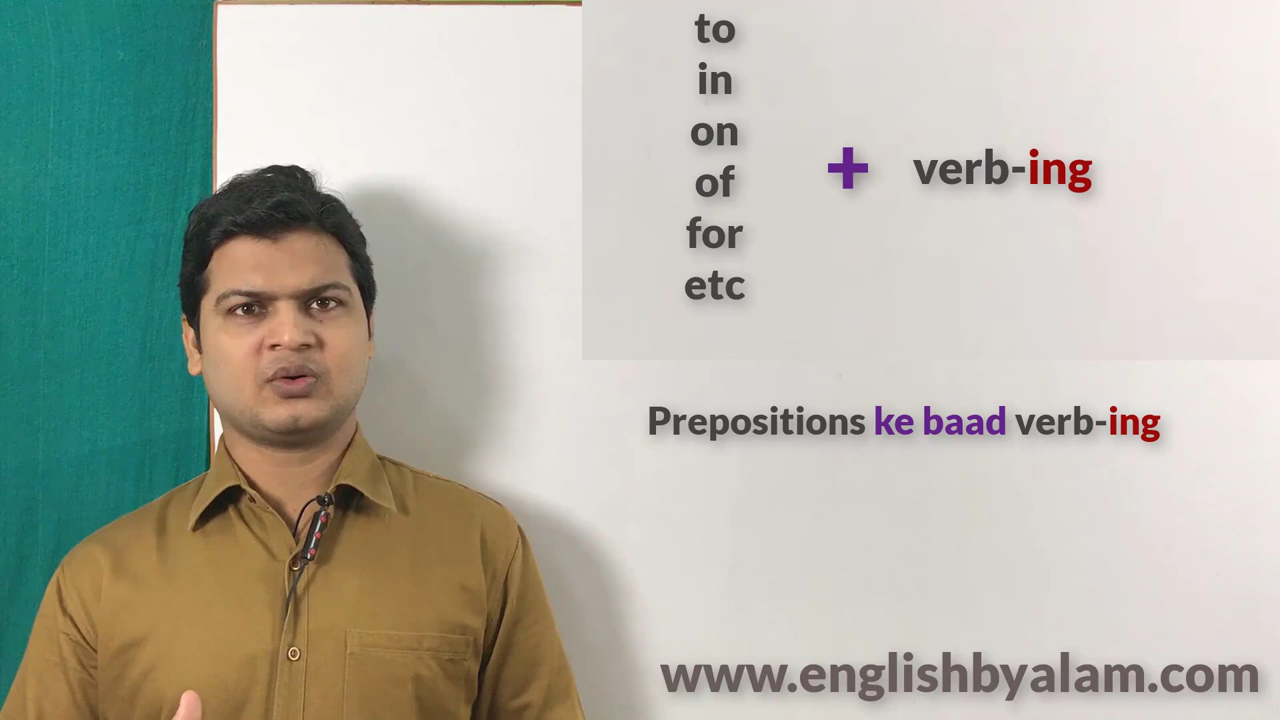 to
in
on
of
for
etc
+ verb-ing
Prepositions ke baad verb-ing
www.englishbyalam.com